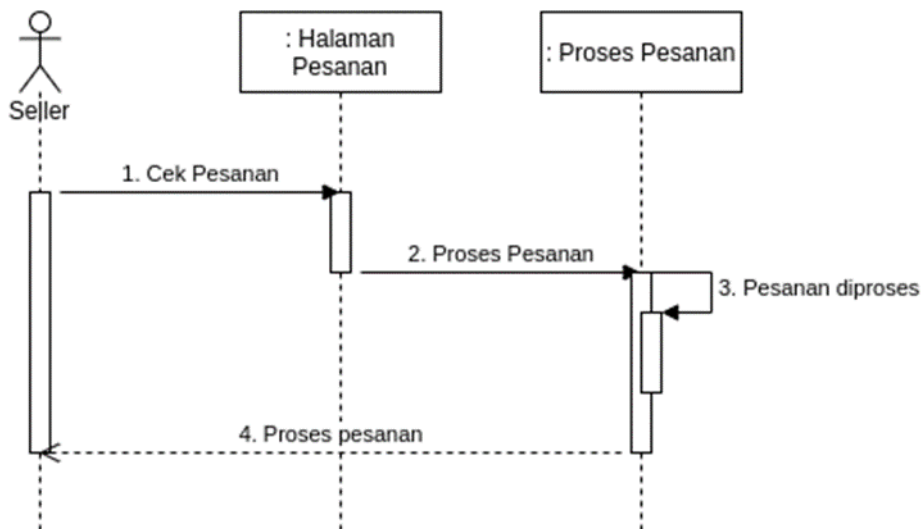 : Halaman
Pesanan
: Proses Pesanan
Seller
1. Cek Pesanan
2. Proses Pesanan
3. Pesanan diproses
4. Proses pesanan